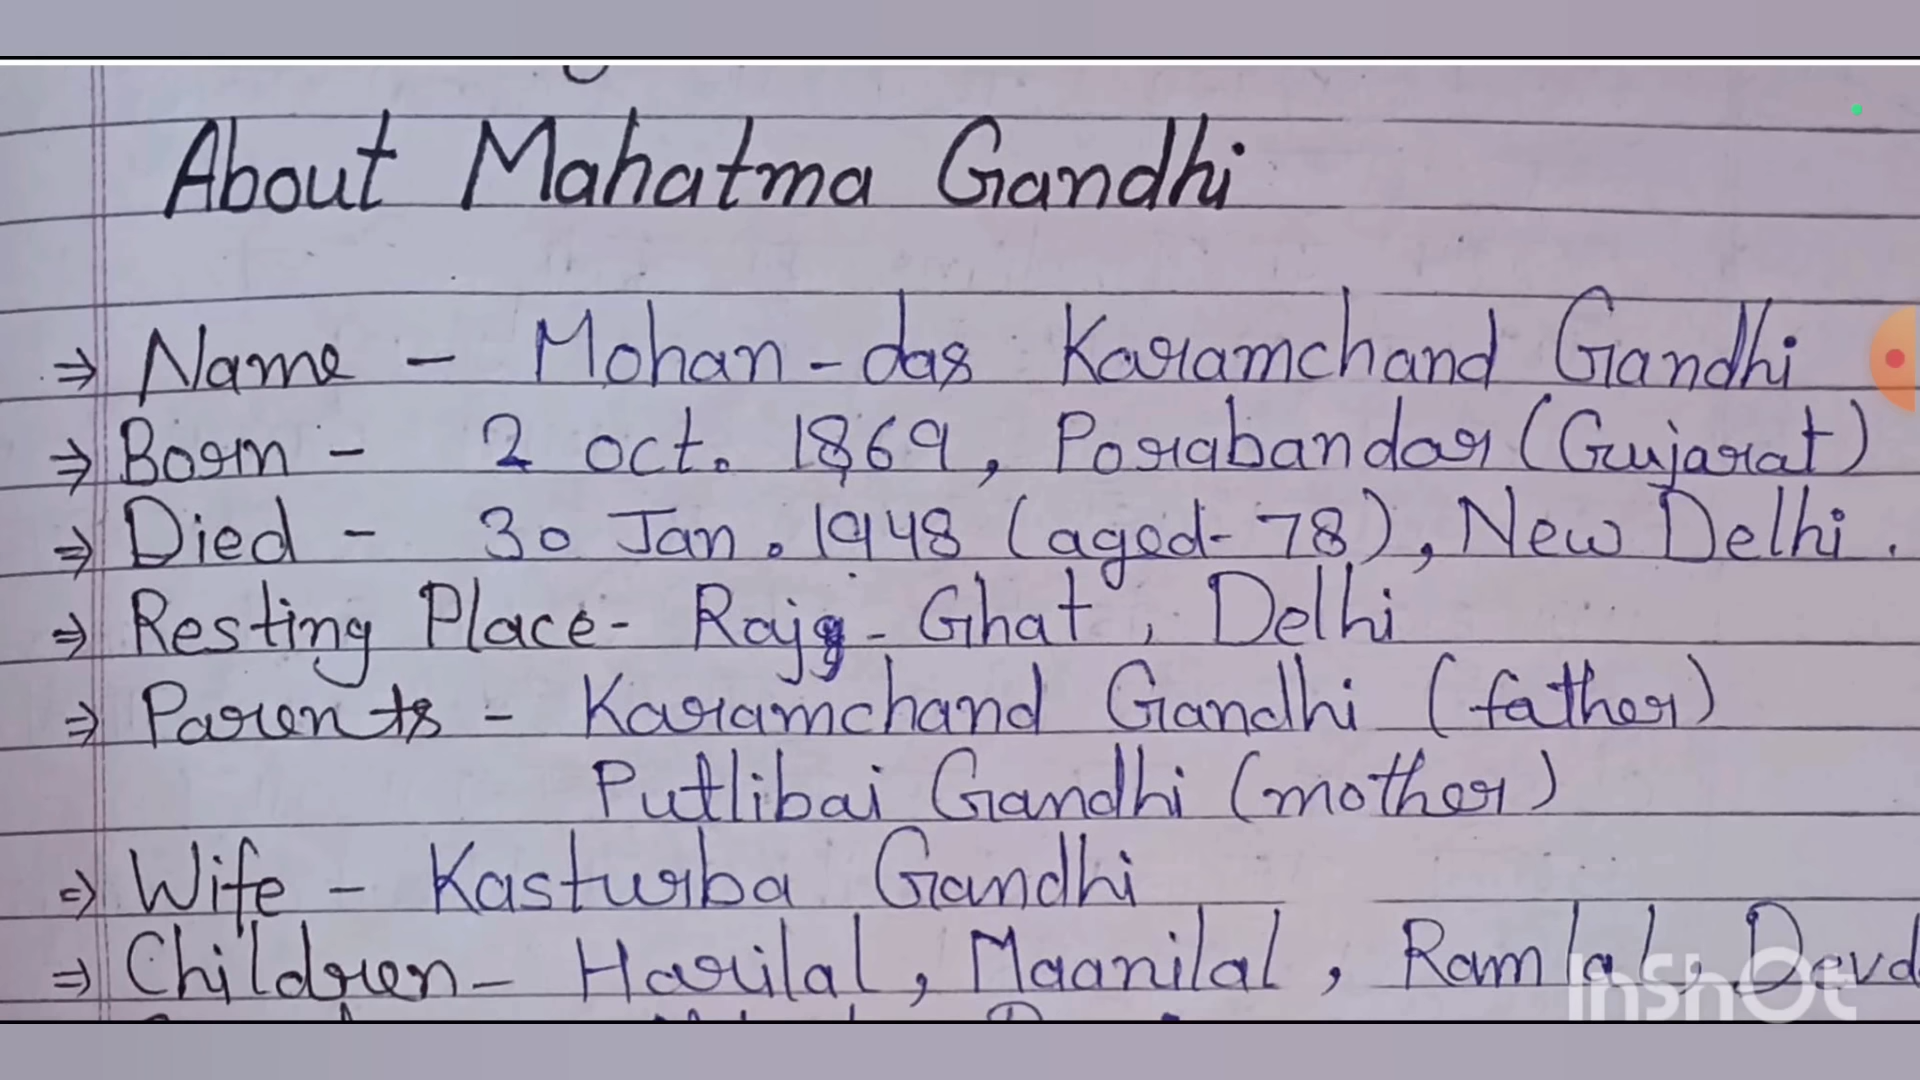 About Mahatma Gandhi
⇒ Name - Mohan-das Karamchand Gandhi
⇒ Born - 2 oct. 1869, Porabandar (Gujarat)
⇒ Died - 30 Jan. 1948 (aged-78), New Delhi.
⇒ Resting Place- Raj-Ghat, Delhi
⇒ Parents - Karamchand Gandhi (father)
Putlibai Gandhi (mother)
⇒ Wife - Kasturba Gandhi
⇒ Children- Harilal, Maanilal, Ramlal, Devd
InShOt